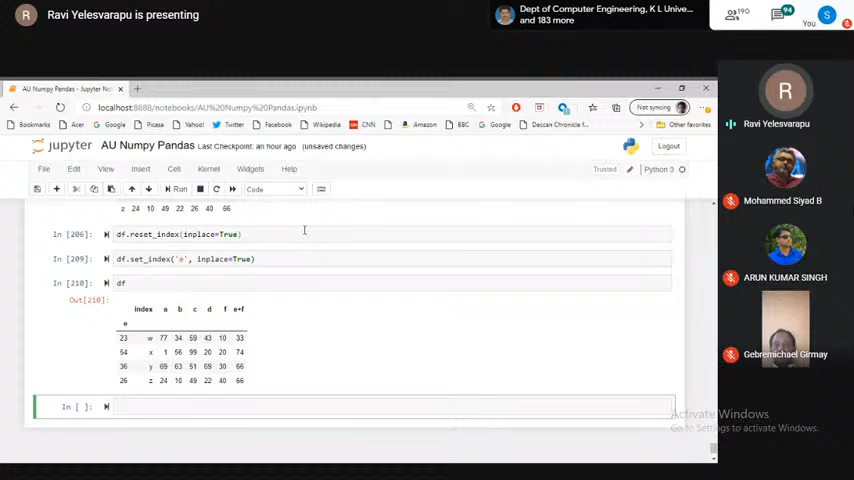 R Ravi Yelesvarapu is presenting
Dept of Computer Engineering, K L Unive...
and 183 more
190
94
You
S
AU Numpy Pandas - Jupyter Not
localhost:8888/notebooks/AU%20Numpy%20Pandas.ipynb
Not syncing
Bookmarks Acer Google Picasa Yahoo! Twitter Facebook Wikipedia CNN Amazon BBC Google Deccan Chronicle f... Other favorites
jupyter AU Numpy Pandas Last Checkpoint: an hour ago (unsaved changes) Logout
File Edit View Insert Cell Kernel Widgets Help Trusted Python 3
Run Code
z 24 10 49 22 26 40 66
In [206]: df.reset_index(inplace=True)
In [209]: df.set_index('e', inplace=True)
In [210]: df
Out[210]:
index a b c d f e+f
e
23 w 77 34 59 43 10 33
54 x 1 56 99 20 20 74
36 y 69 63 51 69 30 66
26 z 24 10 49 22 40 66
In [ ]:
R
Ravi Yelesvarapu
Mohammed Siyad B
ARUN KUMAR SINGH
Gebremichael Girmay
Activate Windows
Go to Settings to activate Windows.